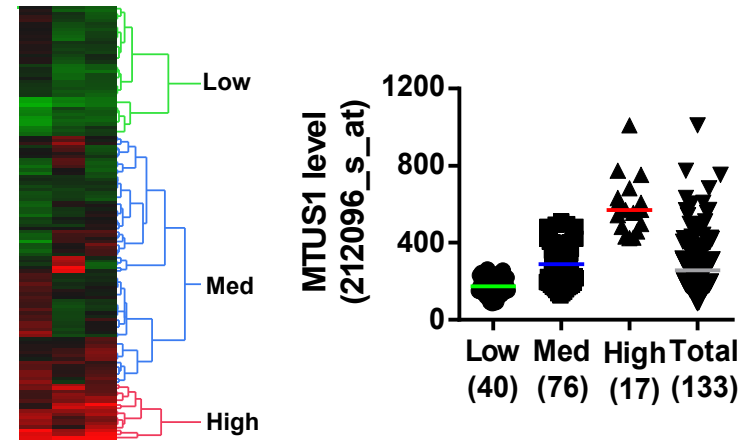 Low
Med
High
MTUS1 level
(212096_s_at)
1200
800
400
0
Low Med High Total
(40) (76) (17) (133)